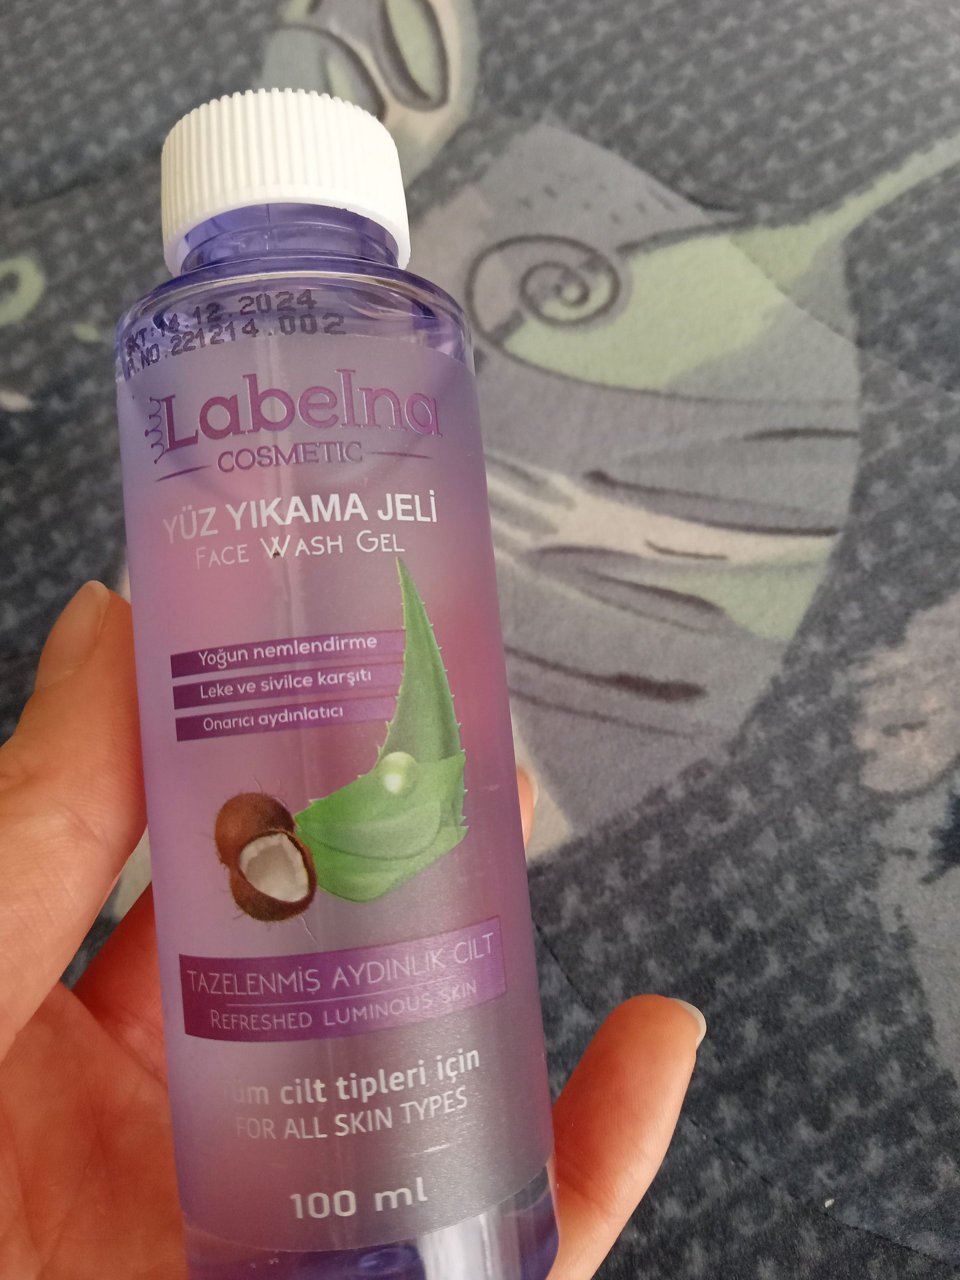 SKT:14.12.2024
P.NO.:221214.002
Labelna
COSMETIC
YÜZ YIKAMA JELİ
FACE WASH GEL
Yoğun nemlendirme
Leke ve sivilce karşıtı
Onarıcı aydınlatıcı
TAZELENMİŞ AYDINLIK CİLT
REFRESHED LUMINOUS SKIN
Tüm cilt tipleri için
FOR ALL SKIN TYPES
100 ml